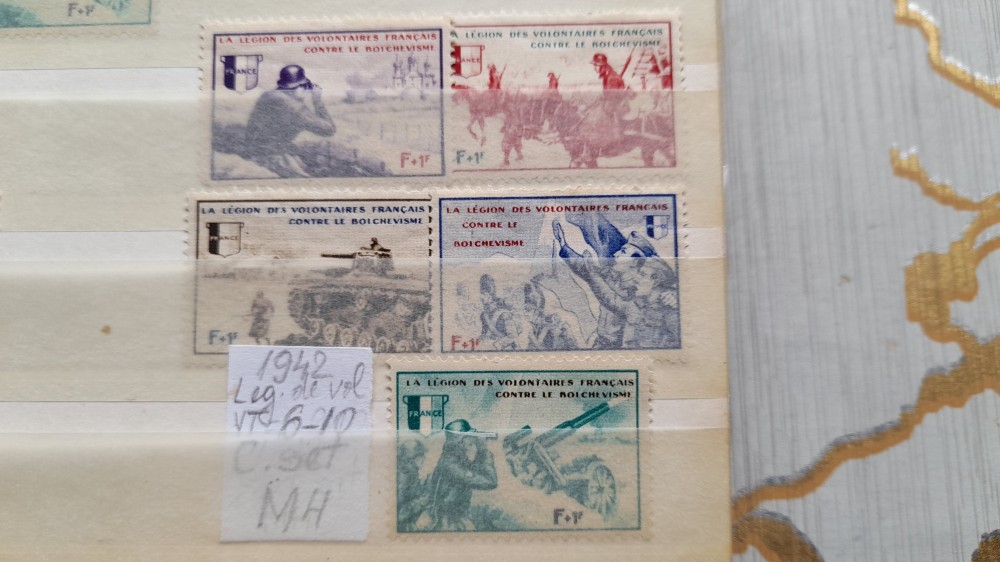 F+1F
LA LÉGION DES VOLONTAIRES FRANÇAIS
CONTRE LE BOLCHEVISME
FRANCE
F+1F
LA LÉGION DES VOLONTAIRES FRANÇAIS
CONTRE LE BOLCHEVISME
FRANCE
F+1F
LA LÉGION DES VOLONTAIRES FRANÇAIS
CONTRE LE BOLCHEVISME
FRANCE
F+1F
LA LÉGION DES VOLONTAIRES FRANÇAIS
CONTRE LE
BOLCHEVISME
F+1F
1942
Leg. de vol
6-10
C. set
MH
LA LÉGION DES VOLONTAIRES FRANÇAIS
CONTRE LE BOLCHEVISME
FRANCE
F+1F